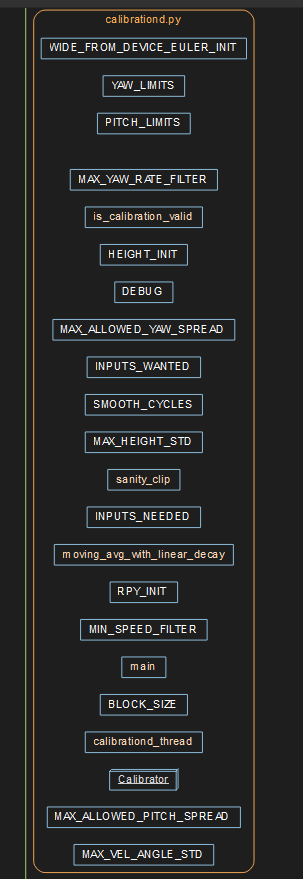 calibrationd.py
WIDE_FROM_DEVICE_EULER_INIT
YAW_LIMITS
PITCH_LIMITS
MAX_YAW_RATE_FILTER
is_calibration_valid
HEIGHT_INIT
DEBUG
MAX_ALLOWED_YAW_SPREAD
INPUTS_WANTED
SMOOTH_CYCLES
MAX_HEIGHT_STD
sanity_clip
INPUTS_NEEDED
moving_avg_with_linear_decay
RPY_INIT
MIN_SPEED_FILTER
main
BLOCK_SIZE
calibrationd_thread
Calibrator
MAX_ALLOWED_PITCH_SPREAD
MAX_VEL_ANGLE_STD